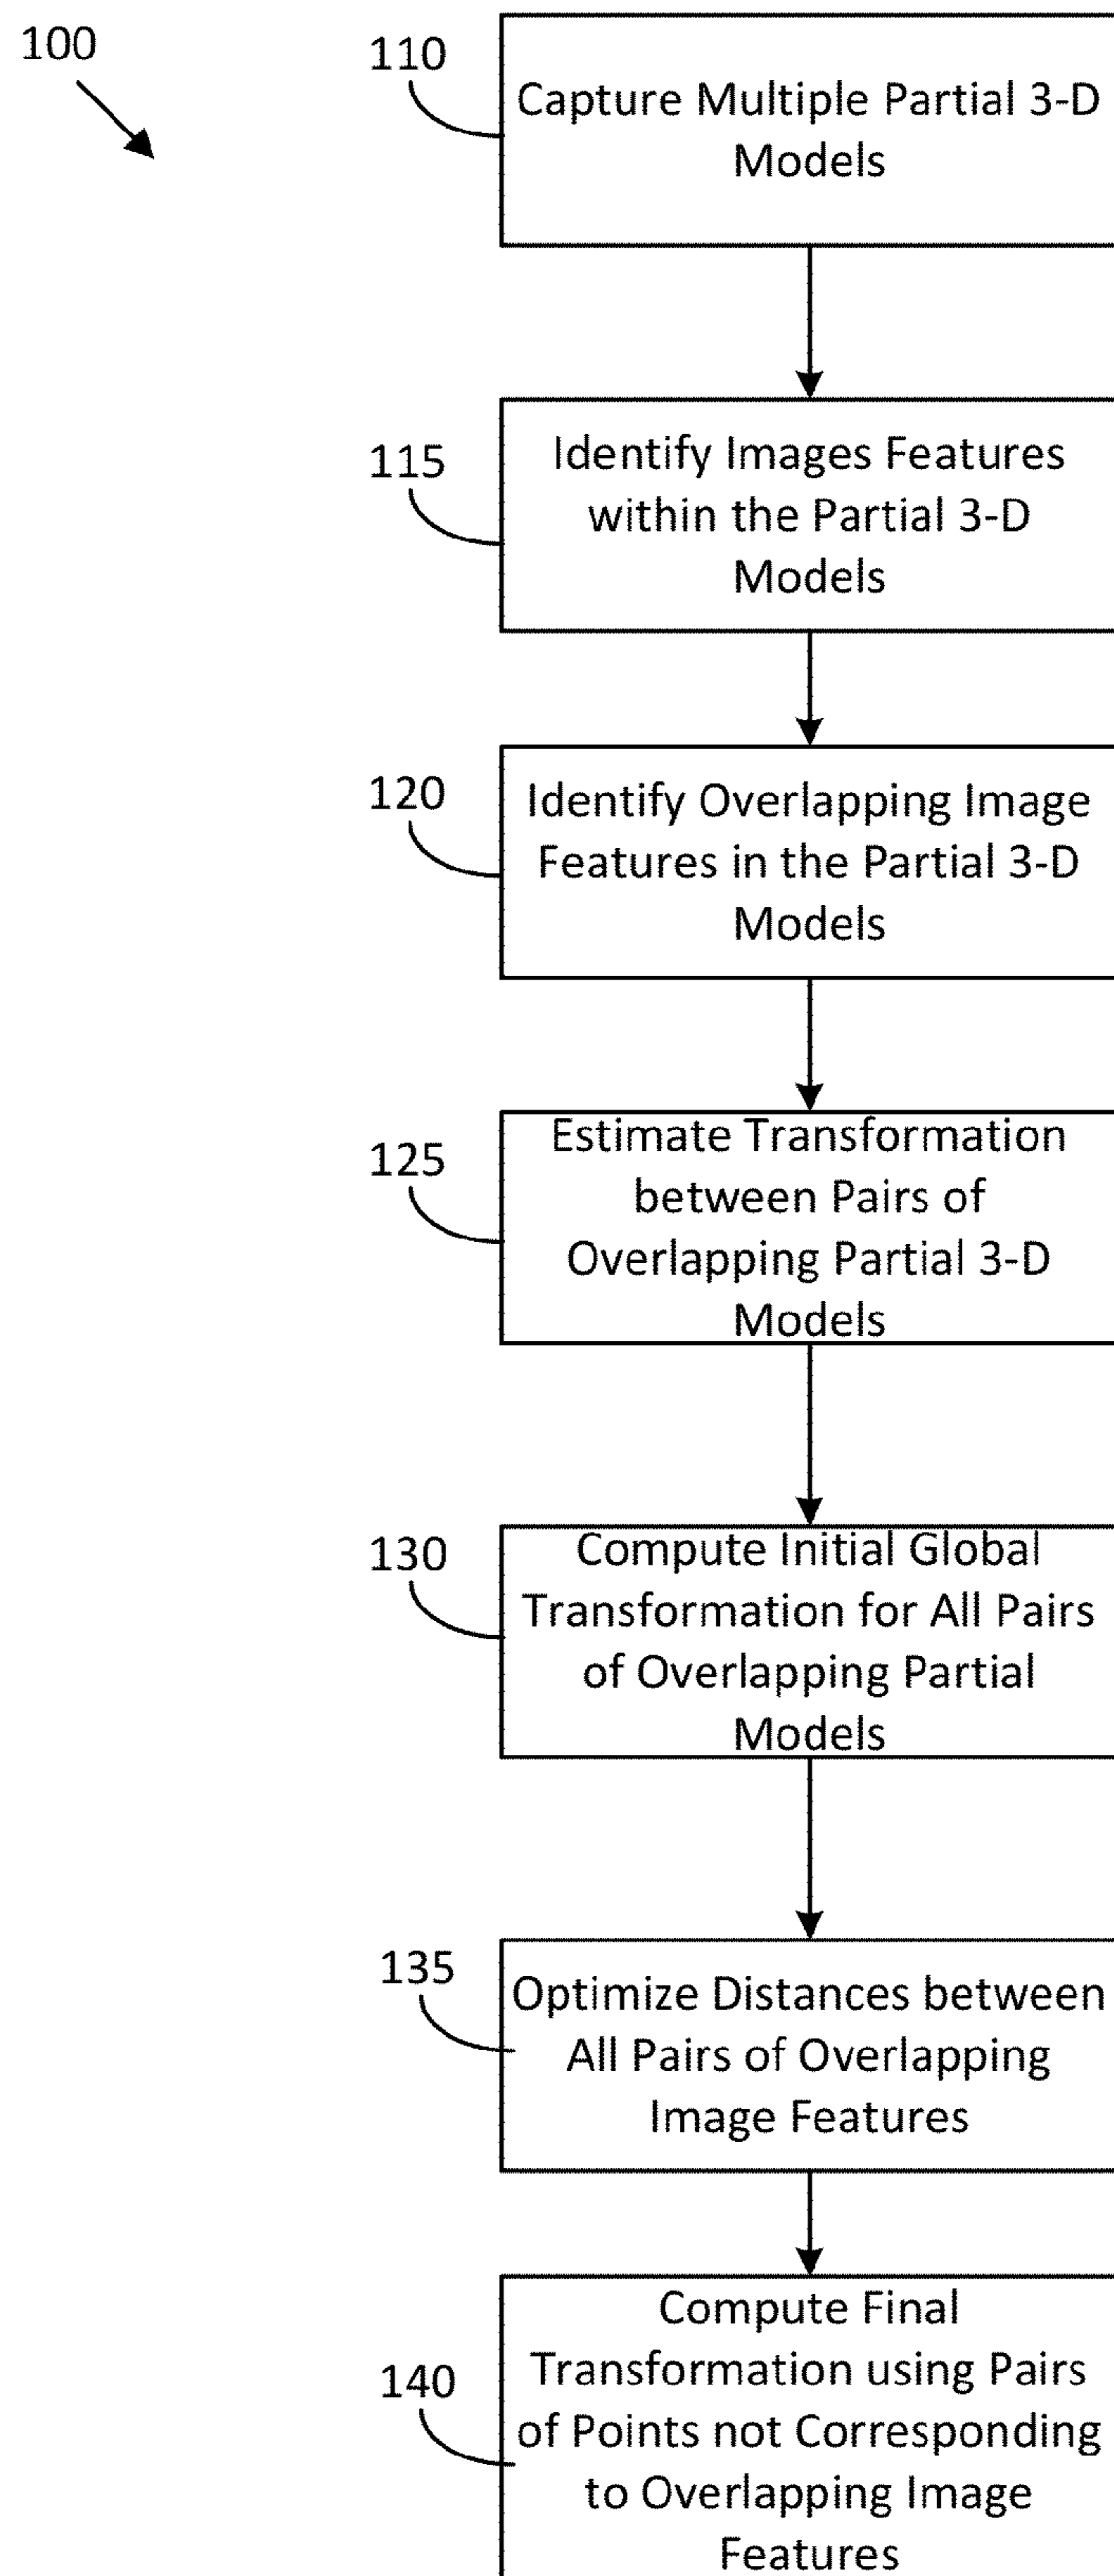 100
110
Capture Multiple Partial 3-D
Models
115
Identify Images Features
within the Partial 3-D
Models
120
Identify Overlapping Image
Features in the Partial 3-D
Models
125
Estimate Transformation
between Pairs of
Overlapping Partial 3-D
Models
130
Compute Initial Global
Transformation for All Pairs
of Overlapping Partial
Models
135
Optimize Distances between
All Pairs of Overlapping
Image Features
140
Compute Final
Transformation using Pairs
of Points not Corresponding
to Overlapping Image
Features